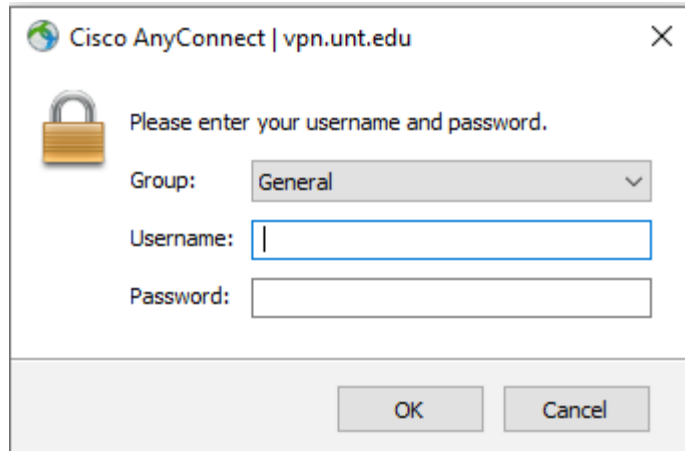 Cisco AnyConnect | vpn.unt.edu
Please enter your username and password.
Group: General
Username:
Password:
OK Cancel